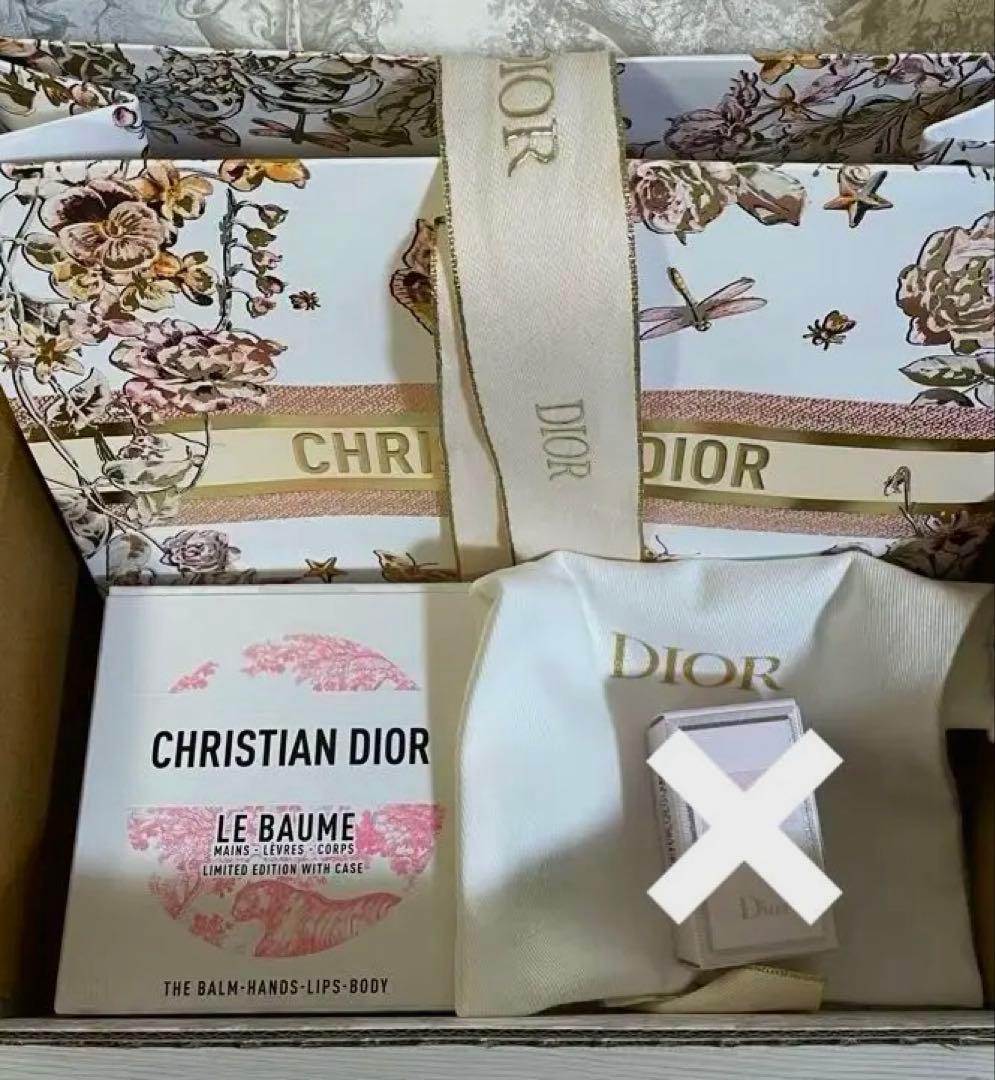 DIOR
DIOR
CHRI
DIOR
DIOR
CHRISTIAN DIOR
LE BAUME
MAINS - LÈVRES - CORPS
LIMITED EDITION WITH CASE
THE BALM-HANDS-LIPS-BODY